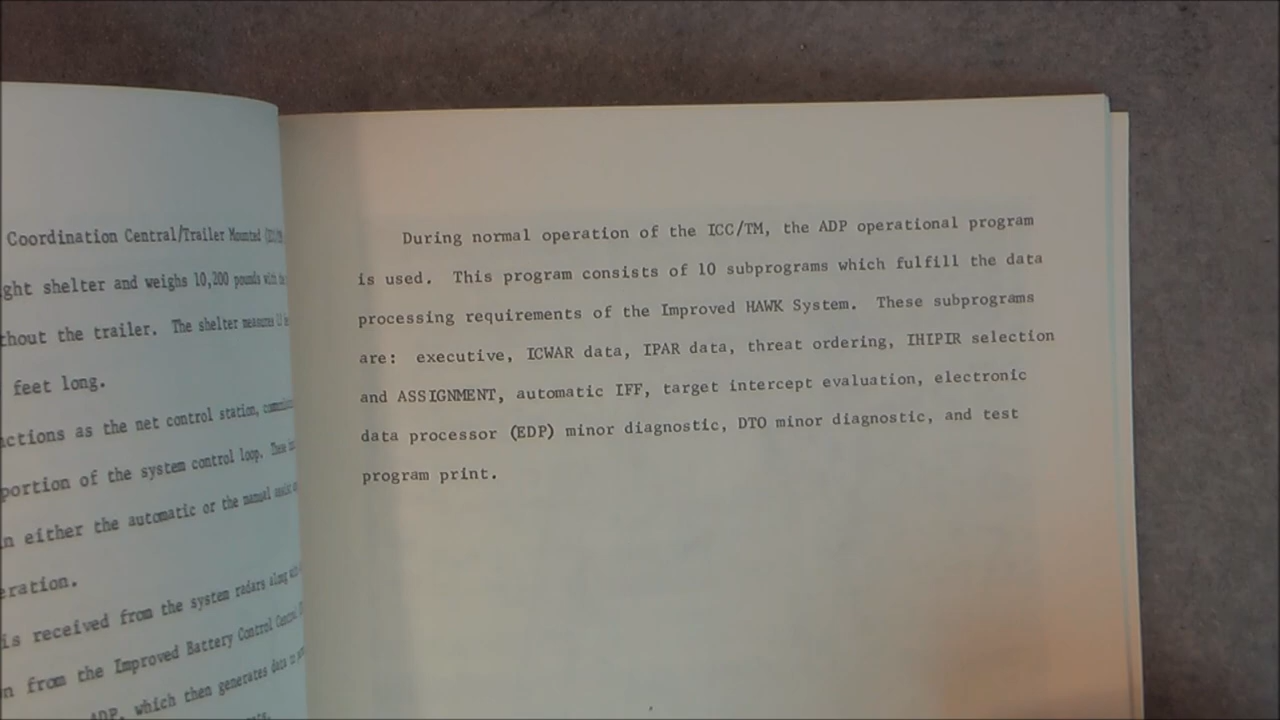 Coordination Central/Trailer Mounted
ght shelter and weighs 10,200 pounds with
thout the trailer. The shelter measures
feet long.
ctions as the net control station,
portion of the system control loop. These
n either the automatic or the manual
eration.
is received from the system radars along
n from the Improved Battery Control Central
ADP, which then generates data
During normal operation of the ICC/TM, the ADP operational program
is used. This program consists of 10 subprograms which fulfill the data
processing requirements of the Improved HAWK System. These subprograms
are: executive, ICWAR data, IPAR data, threat ordering, IHIPIR selection
and ASSIGNMENT, automatic IFF, target intercept evaluation, electronic
data processor (EDP) minor diagnostic, DTO minor diagnostic, and test
program print.